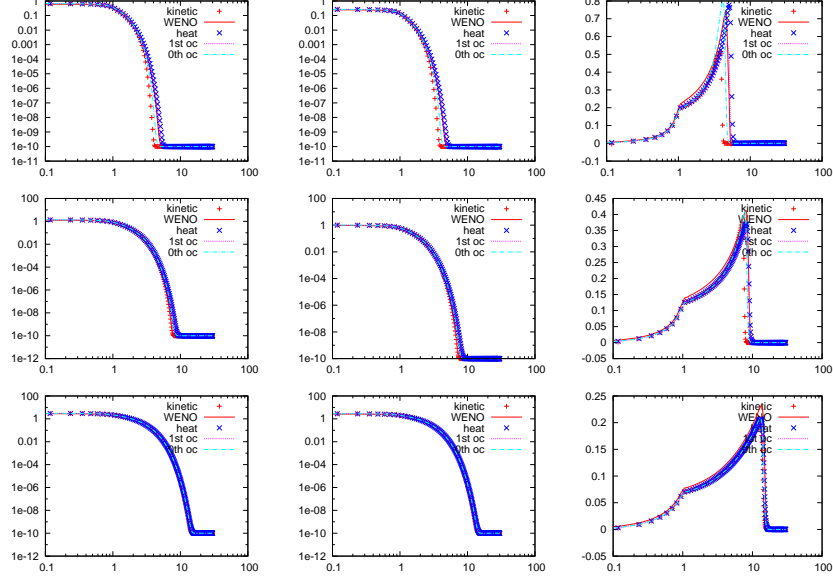 1
0.1
0.01
0.001
1e-04
1e-05
1e-06
1e-07
1e-08
1e-09
1e-10
1e-11
0.1 1 10 100
kinetic
WENO
heat
1st oc
0th oc
1
0.1
0.01
0.001
1e-04
1e-05
1e-06
1e-07
1e-08
1e-09
1e-10
1e-11
0.1 1 10 100
kinetic
WENO
heat
1st oc
0th oc
0.8
0.7
0.6
0.5
0.4
0.3
0.2
0.1
0
-0.1
0.1 1 10 100
kinetic
WENO
heat
1st oc
0th oc
100
1
0.01
1e-04
1e-06
1e-08
1e-10
1e-12
0.1 1 10 100
kinetic
WENO
heat
1st oc
0th oc
100
1
0.01
1e-04
1e-06
1e-08
1e-10
0.1 1 10 100
kinetic
WENO
heat
1st oc
0th oc
0.45
0.4
0.35
0.3
0.25
0.2
0.15
0.1
0.05
0
-0.05
0.1 1 10 100
kinetic
WENO
heat
1st oc
0th oc
100
1
0.01
1e-04
1e-06
1e-08
1e-10
1e-12
0.1 1 10 100
kinetic
WENO
heat
1st oc
0th oc
100
1
0.01
1e-04
1e-06
1e-08
1e-10
1e-12
0.1 1 10 100
kinetic
WENO
heat
1st oc
0th oc
0.25
0.2
0.15
0.1
0.05
0
-0.05
0.1 1 10 100
kinetic
WENO
heat
1st oc
0th oc